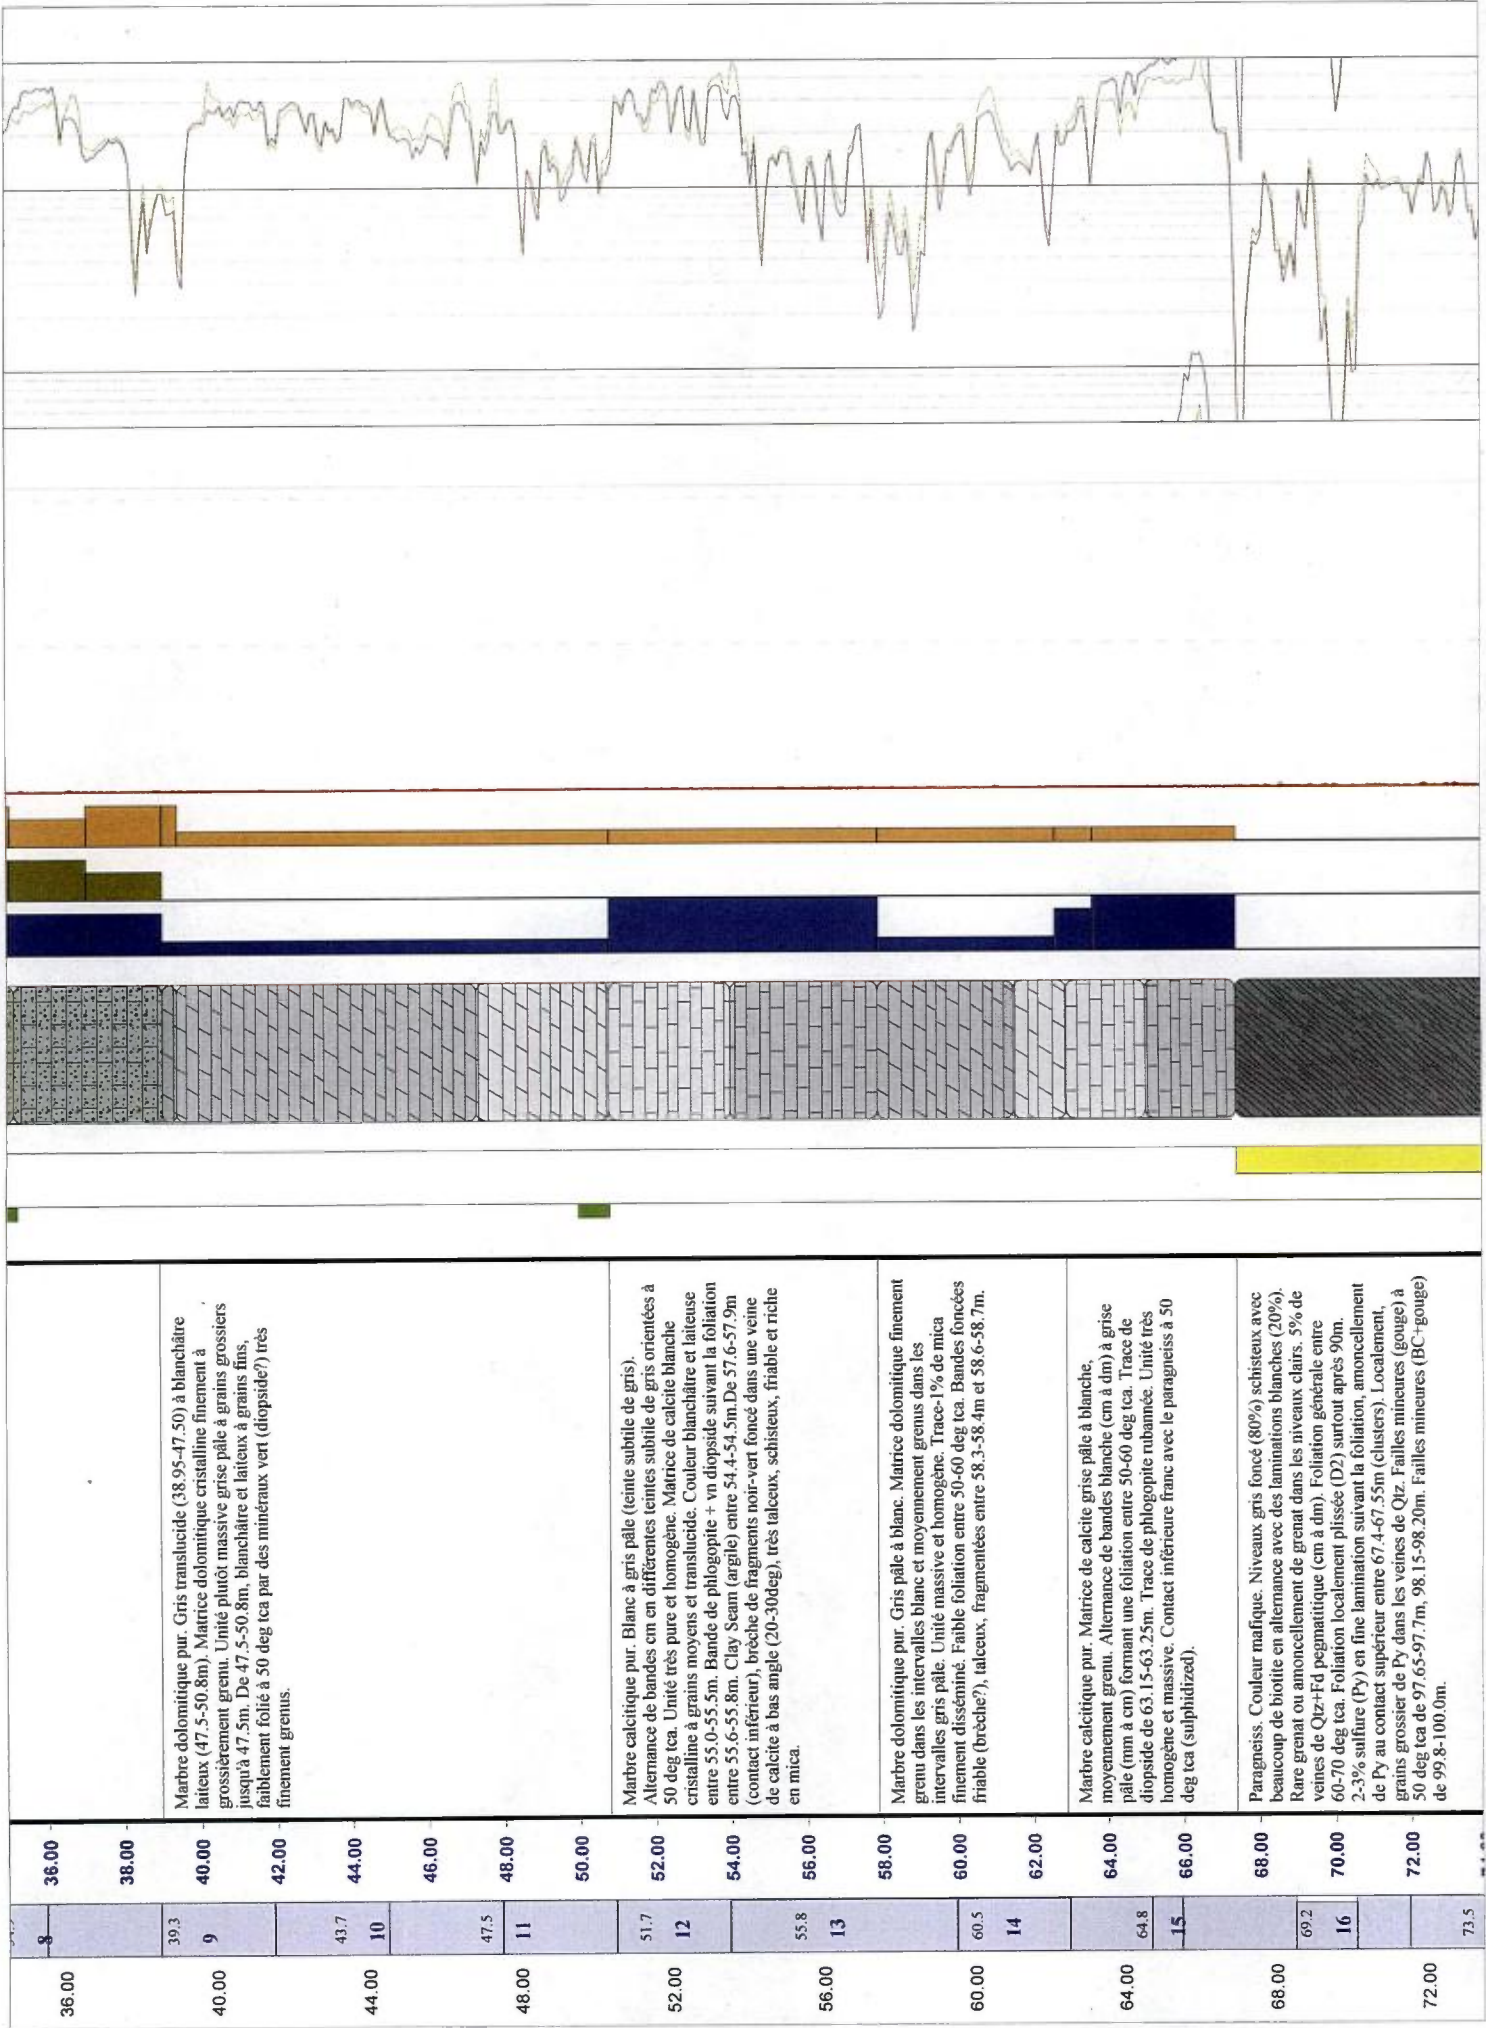 Marbre dolomitique pur. Gris translucide (38.95-47.50) à blanchâtre
laiteux (47.5-50.8m). Matrice dolomitique cristalline finement à
grossièrement grenu. Unité plutôt massive grise pâle à grains grossiers
jusqu'à 47.5m. De 47.5-50.8m, blanchâtre et laiteux à grains fins,
faiblement folié à 50 deg tca par des minéraux vert (diopside?) très
finement grenus.
Marbre calcitique pur. Blanc à gris pâle (teinte subtile de gris).
Alternance de bandes cm en différentes teintes subtile de gris orientées à
50 deg tca. Unité très pure et homogène. Matrice de calcite blanche
cristalline à grains moyens et translucide. Couleur blanchâtre et laiteuse
entre 55.0-55.5m. Bande de phlogopite + vn diopside suivant la foliation
entre 55.6-55.8m. Clay Seam (argile) entre 54.4-54.5m.De 57.6-57.9m
(contact inférieur), brèche de fragments noir-vert foncé dans une veine
de calcite à bas angle (20-30deg), très talceux, schisteux, friable et riche
en mica.
Marbre dolomitique pur. Gris pâle à blanc. Matrice dolomitique finement
grenu dans les intervalles blanc et moyennement grenus dans les
intervalles gris pâle. Unité massive et homogène. Trace-1% de mica
finement disséminé. Faible foliation entre 50-60 deg tca. Bandes foncées
friable (brèche?), talceux, fragmentées entre 58.3-58.4m et 58.6-58.7m.
Marbre calcitique pur. Matrice de calcite grise pâle à blanche,
moyennement grenu. Alternance de bandes blanche (cm à dm) à grise
pâle (mm à cm) formant une foliation entre 50-60 deg tca. Trace de
diopside de 63.15-63.25m. Trace de phlogopite rubannée. Unité très
homogène et massive. Contact inférieure franc avec le paragneiss à 50
deg tca (sulphidized).
Paragneiss. Couleur mafique. Niveaux gris foncé (80%) schisteux avec
beaucoup de biotite en alternance avec des laminations blanches (20%).
Rare grenat ou amoncellement de grenat dans les niveaux clairs. 5% de
veines de Qtz+Fd pegmatitique (cm à dm). Foliation générale entre
60-70 deg tca. Foliation localement plissée (D2) surtout après 90m.
2-3% sulfure (Py) en fine lamination suivant la foliation, amoncellement
de Py au contact supérieur entre 67.4-67.55m (clusters). Localement,
grains grossier de Py dans les veines de Qtz. Failles mineures (gouge) à
50 deg tca de 97.65-97.7m, 98.15-98.20m. Failles mineures (BC+gouge)
de 99.8-100.0m.
36.00
38.00
40.00
42.00
44.00
46.00
48.00
50.00
52.00
54.00
56.00
58.00
60.00
62.00
64.00
66.00
68.00
70.00
72.00
8
39.3
9
43.7
10
47.5
11
51.7
12
55.8
13
60.5
14
64.8
15
69.2
16
73.5
36.00
40.00
44.00
48.00
52.00
56.00
60.00
64.00
68.00
72.00